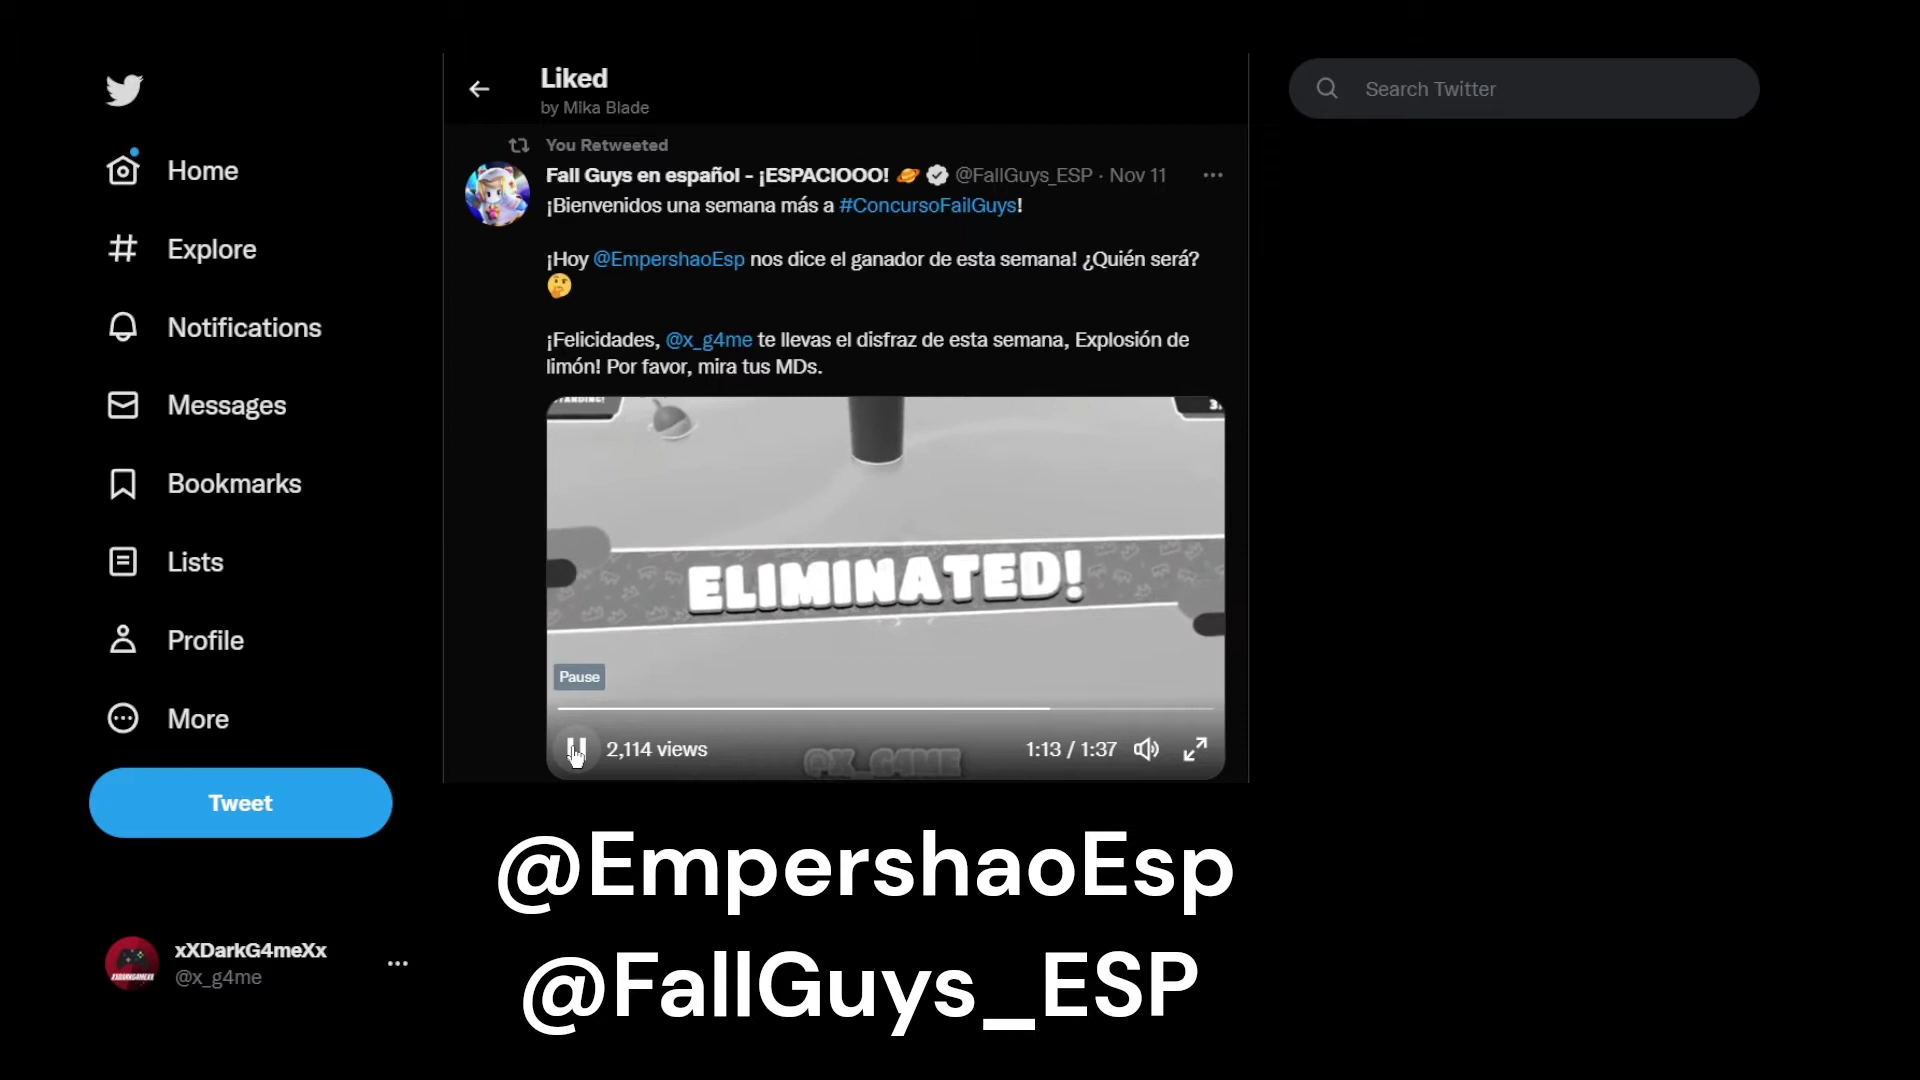 Home
Explore
Notifications
Messages
Bookmarks
Lists
Profile
More
Tweet
xXDarkG4meXx
@x_g4me
Liked
by Mika Blade
You Retweeted
Fall Guys en español - ¡ESPACIOOO! 🪐 @FallGuys_ESP · Nov 11
¡Bienvenidos una semana más a #ConcursoFailGuys!
¡Hoy @EmpershaoEsp nos dice el ganador de esta semana! ¿Quién será?
🤔
¡Felicidades, @x_g4me te llevas el disfraz de esta semana, Explosión de
limón! Por favor, mira tus MDs.
ELIMINATED!
Pause
2,114 views
@X_G4ME
1:13 / 1:37
@EmpershaoEsp
@FallGuys_ESP
Search Twitter